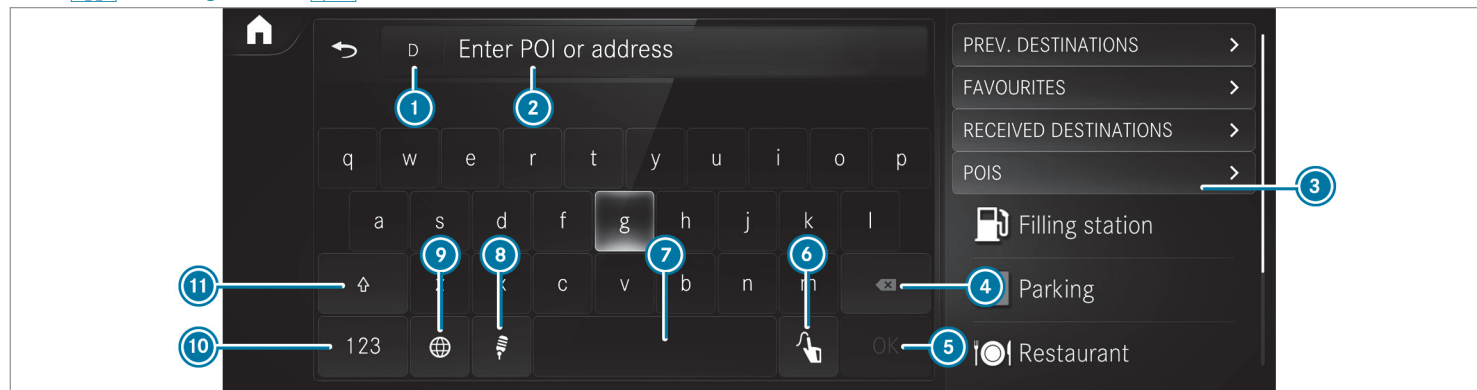 D Enter POI or address
1
2
q w e r t y u i o p
a s d f g h j k l
9
8
7
6
11
c v b n m
4
10
123
OK
5
PREV. DESTINATIONS
FAVOURITES
RECEIVED DESTINATIONS
POIS
3
Filling station
Parking
Restaurant